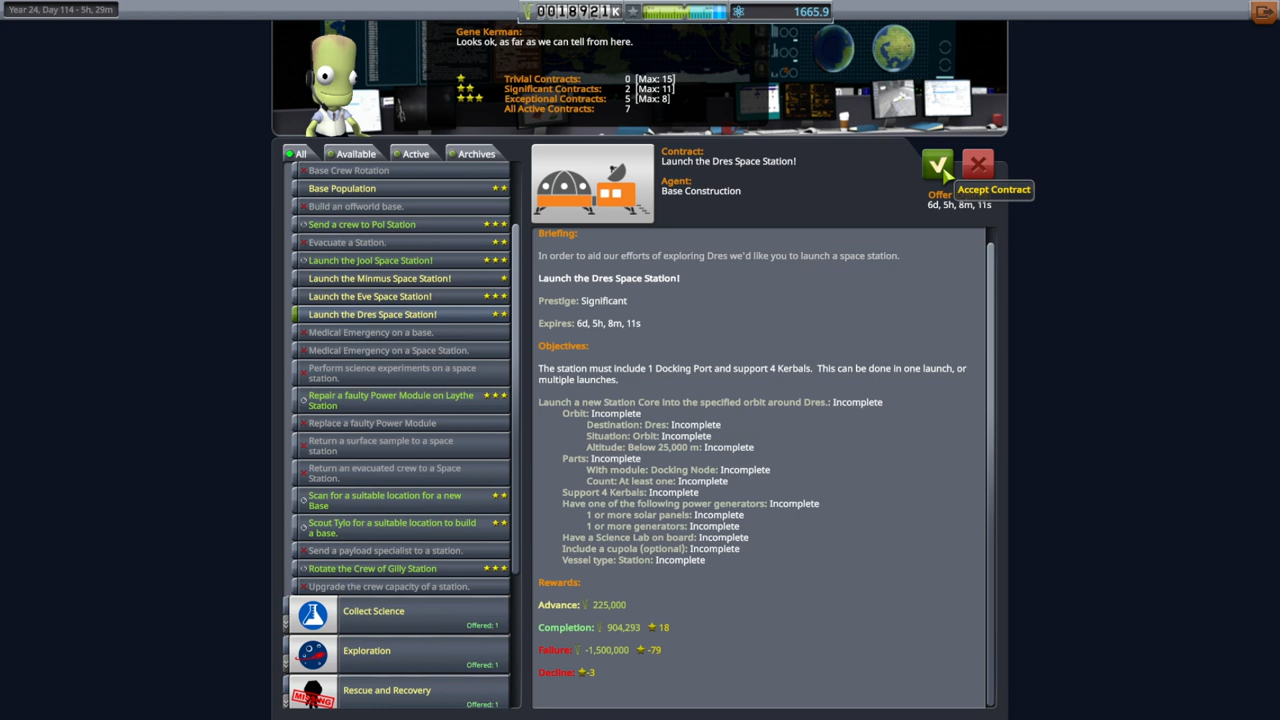 Year 24, Day 114 - 5h, 29m
0018921K
1665.9
Gene Kerman:
Looks ok, as far as we can tell from here.
Trivial Contracts: 0 [Max: 15]
Significant Contracts: 2 [Max: 11]
Exceptional Contracts: 5 [Max: 8]
All Active Contracts: 7
All
Available
Active
Archives
Base Crew Rotation
Base Population
Build an offworld base.
Send a crew to Pol Station
Evacuate a Station.
Launch the Jool Space Station!
Launch the Minmus Space Station!
Launch the Eve Space Station!
Launch the Dres Space Station!
Medical Emergency on a base.
Medical Emergency on a Space Station.
Perform science experiments on a space
station.
Repair a faulty Power Module on Laythe
Station
Replace a faulty Power Module
Return a surface sample to a space
station
Return an evacuated crew to a Space
Station.
Scan for a suitable location for a new
Base
Scout Tylo for a suitable location to build
a base.
Send a payload specialist to a station.
Rotate the Crew of Gilly Station
Upgrade the crew capacity of a station.
Collect Science
Offered: 1
Exploration
Offered: 1
MISSING
Rescue and Recovery
Offered: 1
Contract:
Launch the Dres Space Station!
Agent:
Base Construction
Accept Contract
Offer
6d, 5h, 8m, 11s
Briefing:
In order to aid our efforts of exploring Dres we'd like you to launch a space station.
Launch the Dres Space Station!
Prestige: Significant
Expires: 6d, 5h, 8m, 11s
Objectives:
The station must include 1 Docking Port and support 4 Kerbals.  This can be done in one launch, or
multiple launches.
Launch a new Station Core into the specified orbit around Dres.: Incomplete
Orbit: Incomplete
Destination: Dres: Incomplete
Situation: Orbit: Incomplete
Altitude: Below 25,000 m: Incomplete
Parts: Incomplete
With module: Docking Node: Incomplete
Count: At least one: Incomplete
Support 4 Kerbals: Incomplete
Have one of the following power generators: Incomplete
1 or more solar panels: Incomplete
1 or more generators: Incomplete
Have a Science Lab on board: Incomplete
Include a cupola (optional): Incomplete
Vessel type: Station: Incomplete
Rewards:
Advance: 225,000
Completion: 904,293 18
Failure: -1,500,000 -79
Decline: -3